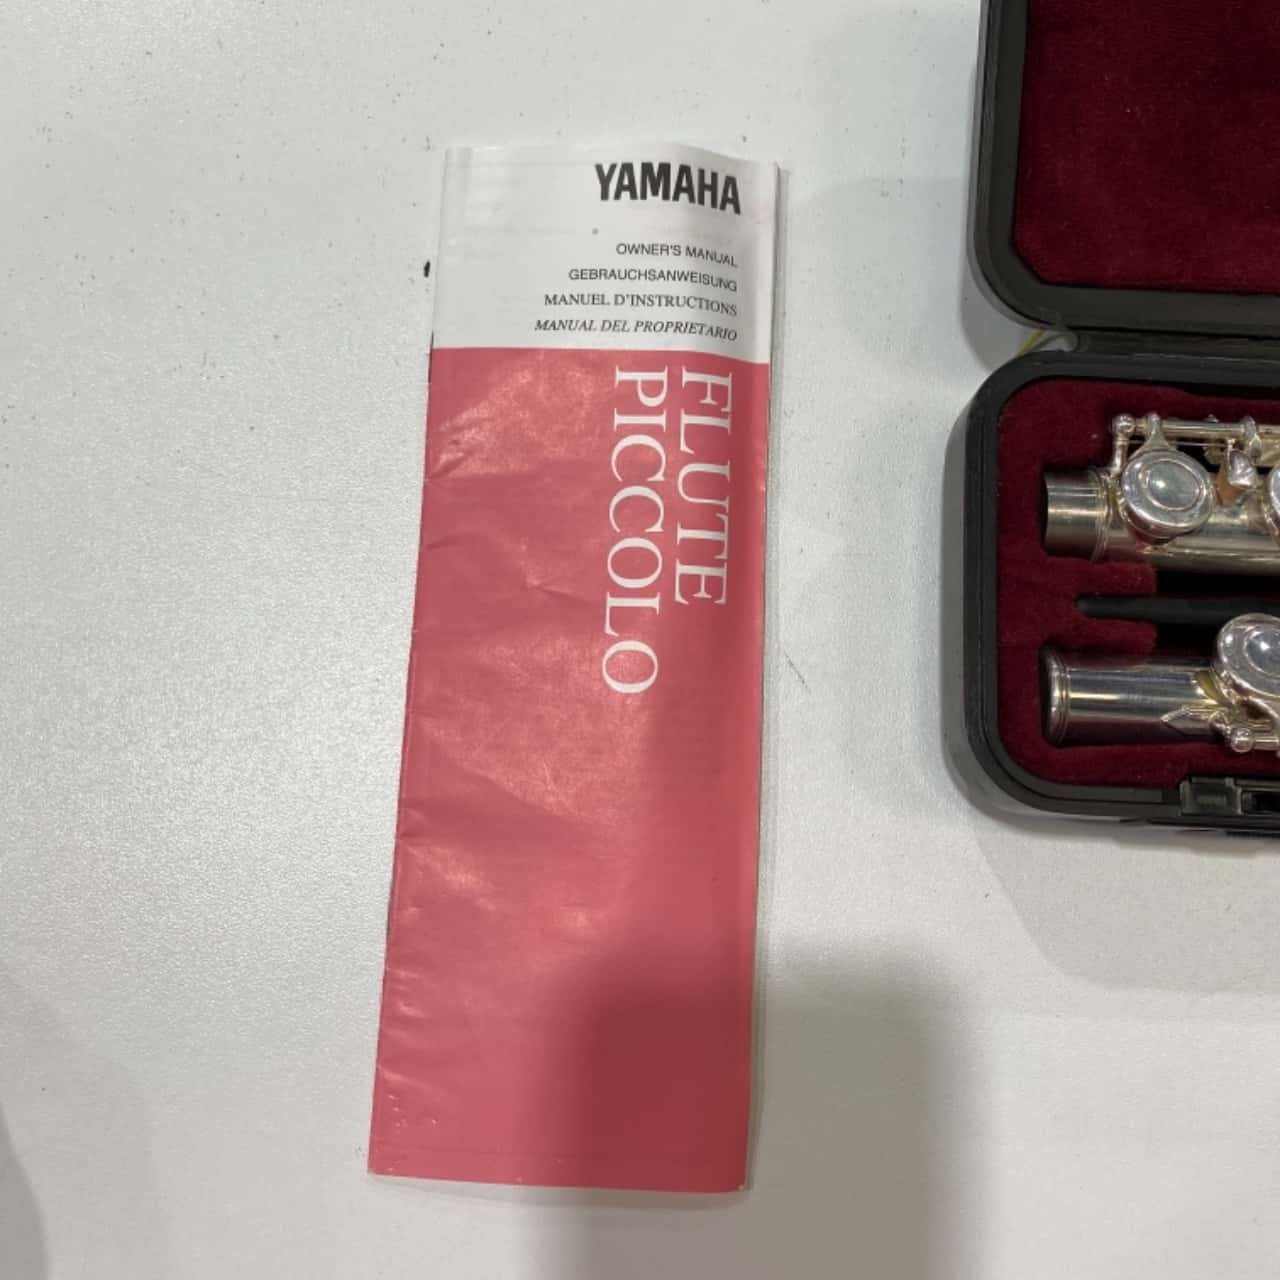 YAMAHA
OWNER'S MANUAL
GEBRAUCHSANWEISUNG
MANUEL D'INSTRUCTIONS
MANUAL DEL PROPRIETARIO
FLUTE
PICCOLO